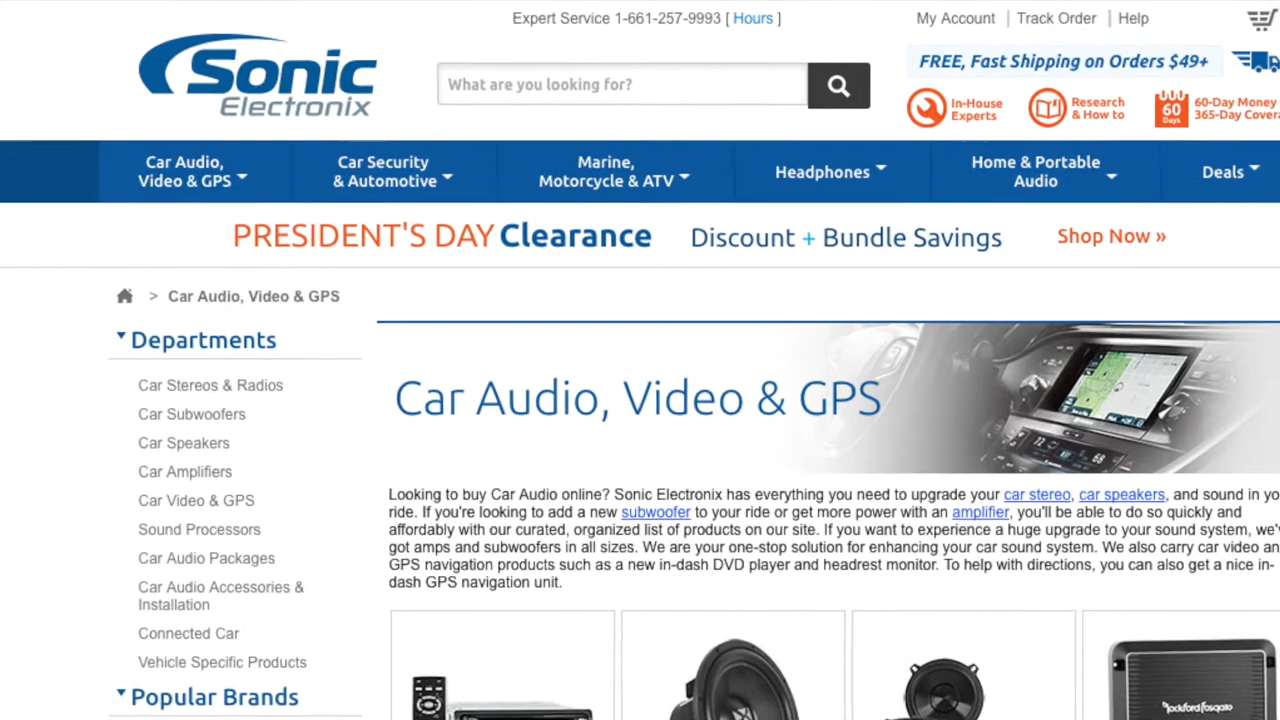 Expert Service 1-661-257-9993 [ Hours ]
My Account | Track Order | Help
Sonic
Electronix
What are you looking for?
FREE, Fast Shipping on Orders $49+
In-House
Experts
Research
& How to
60
Days
60-Day Money
365-Day
Car Audio,
Video & GPS
Car Security
& Automotive
Marine,
Motorcycle & ATV
Headphones
Home & Portable
Audio
Deals
PRESIDENT'S DAY Clearance
Discount + Bundle Savings
Shop Now »
> Car Audio, Video & GPS
Departments
Car Stereos & Radios
Car Subwoofers
Car Speakers
Car Amplifiers
Car Video & GPS
Sound Processors
Car Audio Packages
Car Audio Accessories &
Installation
Connected Car
Vehicle Specific Products
Popular Brands
Car Audio, Video & GPS
72
68
Looking to buy Car Audio online? Sonic Electronix has everything you need to upgrade your car stereo, car speakers, and sound in yo
ride. If you're looking to add a new subwoofer to your ride or get more power with an amplifier, you'll be able to do so quickly and
affordably with our curated, organized list of products on our site. If you want to experience a huge upgrade to your sound system, we'v
got amps and subwoofers in all sizes. We are your one-stop solution for enhancing your car sound system. We also carry car video an
GPS navigation products such as a new in-dash DVD player and headrest monitor. To help with directions, you can also get a nice in-
dash GPS navigation unit.
Rockford Fosgate